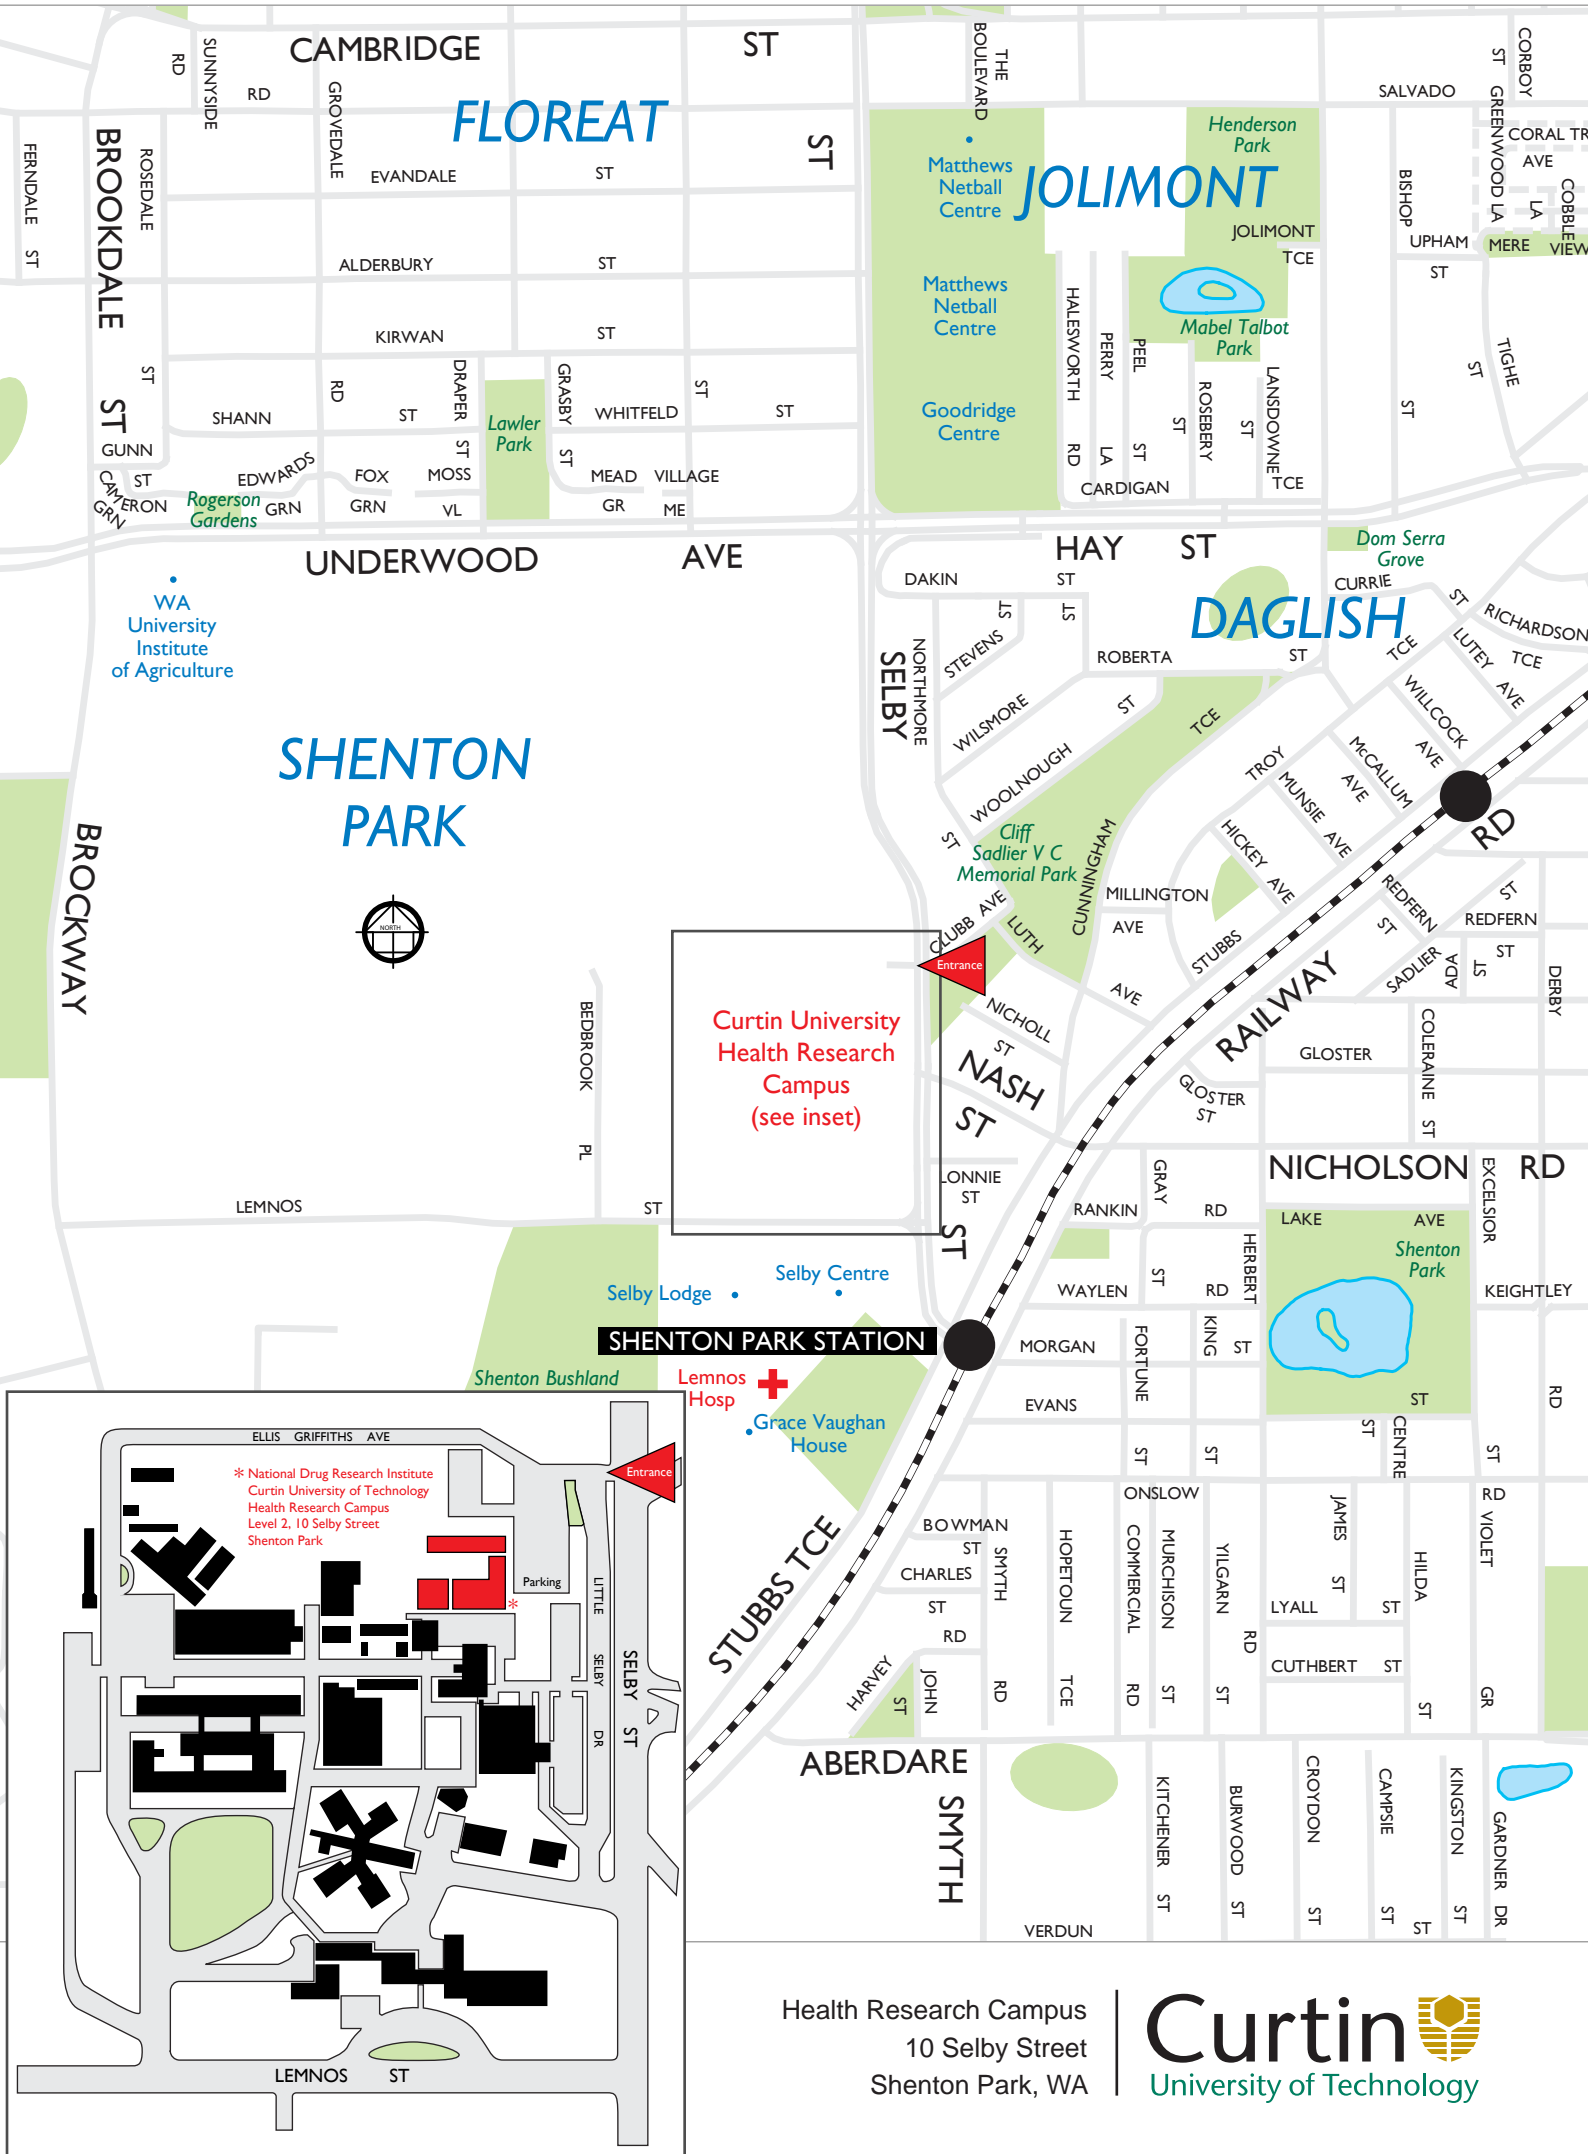 CAMBRIDGE ST
THE
BOULEVARD
CORBOY
ST
SUNNYSIDE
RD
RD
GROVEDALE
FLOREAT
SALVADO
GREENWOOD LA
CORAL TR
AVE
COBBLE
LA
FERNDALE
ST
BROOKDALE
ROSEDALE
EVANDALE ST
ST
Henderson
Park
Matthews
Netball
Centre
JOLIMONT
BISHOP
JOLIMONT
TCE
UPHAM
ST
MERE VIEW
ALDERBURY ST
Matthews
Netball
Centre
HALESWORTH
PERRY
PEEL
Mabel Talbot
Park
TIGHE
ST
KIRWAN ST
ST
ST
RD
DRAPER
ST
GRASBY
ST
ST
SHANN ST
Lawler
Park
WHITFELD ST
Goodridge
Centre
RD
LA
ST
ST
ROSEBERY
ST
LANSDOWNE
TCE
ST
GUNN
ST
CAMERON
GRN
Rogerson
Gardens
EDWARDS
GRN
FOX
GRN
MOSS
VL
MEAD
GR
VILLAGE
ME
CARDIGAN
UNDERWOOD AVE
HAY ST
Dom Serra
Grove
DAKIN ST
ST
ST
CURRIE
ST
RICHARDSON
TCE
WA
University
Institute
of Agriculture
DAGLISH
NORTHMORE
SELBY
STEVENS
ROBERTA ST
TCE
LUTEY
AVE
WILLCOCK
AVE
WILSMORE
ST
TCE
SHENTON
PARK
WOOLNOUGH
ST
TROY
McCALLUM
AVE
MUNSIE
AVE
HICKEY
AVE
RD
BROCKWAY
Cliff
Sadlier V C
Memorial Park
CUNNINGHAM
MILLINGTON
AVE
REDFERN
ST
ST
REDFERN
ST
NORTH
CLUBB AVE
LUTH
AVE
STUBBS
SADLIER
ADA
ST
DERBY
Entrance
RAILWAY
Curtin University
Health Research
Campus
(see inset)
BEDBROOK
PL
NICHOLL
ST
NASH
ST
GLOSTER
GLOSTER
ST
COLERAINE
ST
LONNIE
ST
NICHOLSON RD
GRAY
ST
EXCELSIOR
LEMNOS ST
RANKIN RD
LAKE AVE
ST
HERBERT
Shenton
Park
Selby Centre
Selby Lodge
WAYLEN RD
KEIGHTLEY
SHENTON PARK STATION
MORGAN
FORTUNE
KING
ST
Shenton Bushland
Lemnos
Hosp
EVANS
ST
RD
Grace Vaughan
House
ST
ST
ST
CENTRE
ST
ONSLOW
RD
BOWMAN
ST
SMYTH
RD
HOPETOUN
TCE
COMMERCIAL
RD
MURCHISON
ST
YILGARN
ST
JAMES
ST
HILDA
ST
VIOLET
GR
CHARLES
ST
RD
STUBBS TCE
RD
LYALL ST
CUTHBERT ST
HARVEY
ST
JOHN
ABERDARE
SMYTH
KITCHENER
ST
BURWOOD
ST
CROYDON
ST
CAMPSIE
ST
KINGSTON
ST
GARDNER
DR
VERDUN ST
ELLIS GRIFFITHS AVE
* National Drug Research Institute
Curtin University of Technology
Health Research Campus
Level 2, 10 Selby Street
Shenton Park
Entrance
Parking
*
LITTLE
SELBY
DR
SELBY
ST
LEMNOS ST
Health Research Campus
10 Selby Street
Shenton Park, WA
Curtin
University of Technology